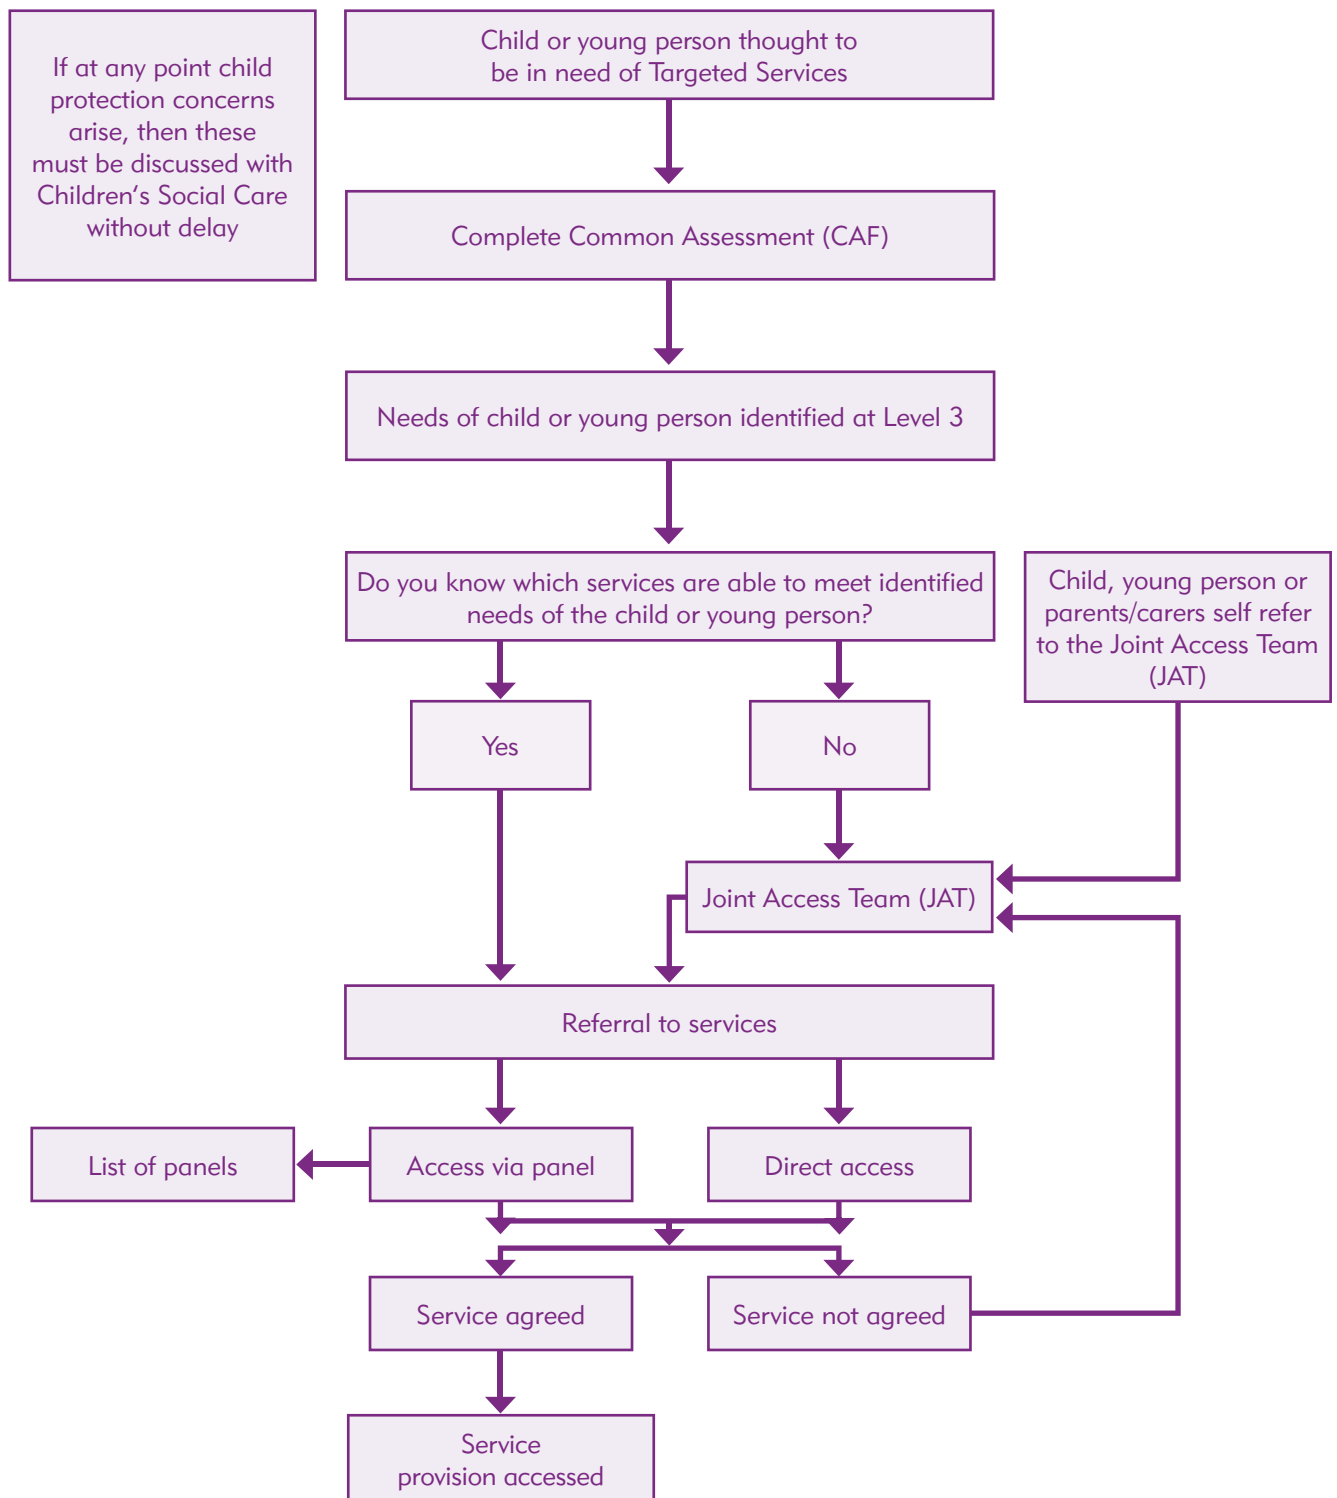 If at any point child
protection concerns
arise, then these
must be discussed with
Children's Social Care
without delay
Child or young person thought to
be in need of Targeted Services
Complete Common Assessment (CAF)
Needs of child or young person identified at Level 3
Do you know which services are able to meet identified
needs of the child or young person?
Child, young person or
parents/carers self refer
to the Joint Access Team
(JAT)
Yes
No
Joint Access Team (JAT)
Referral to services
List of panels
Access via panel
Direct access
Service agreed
Service not agreed
Service
provision accessed